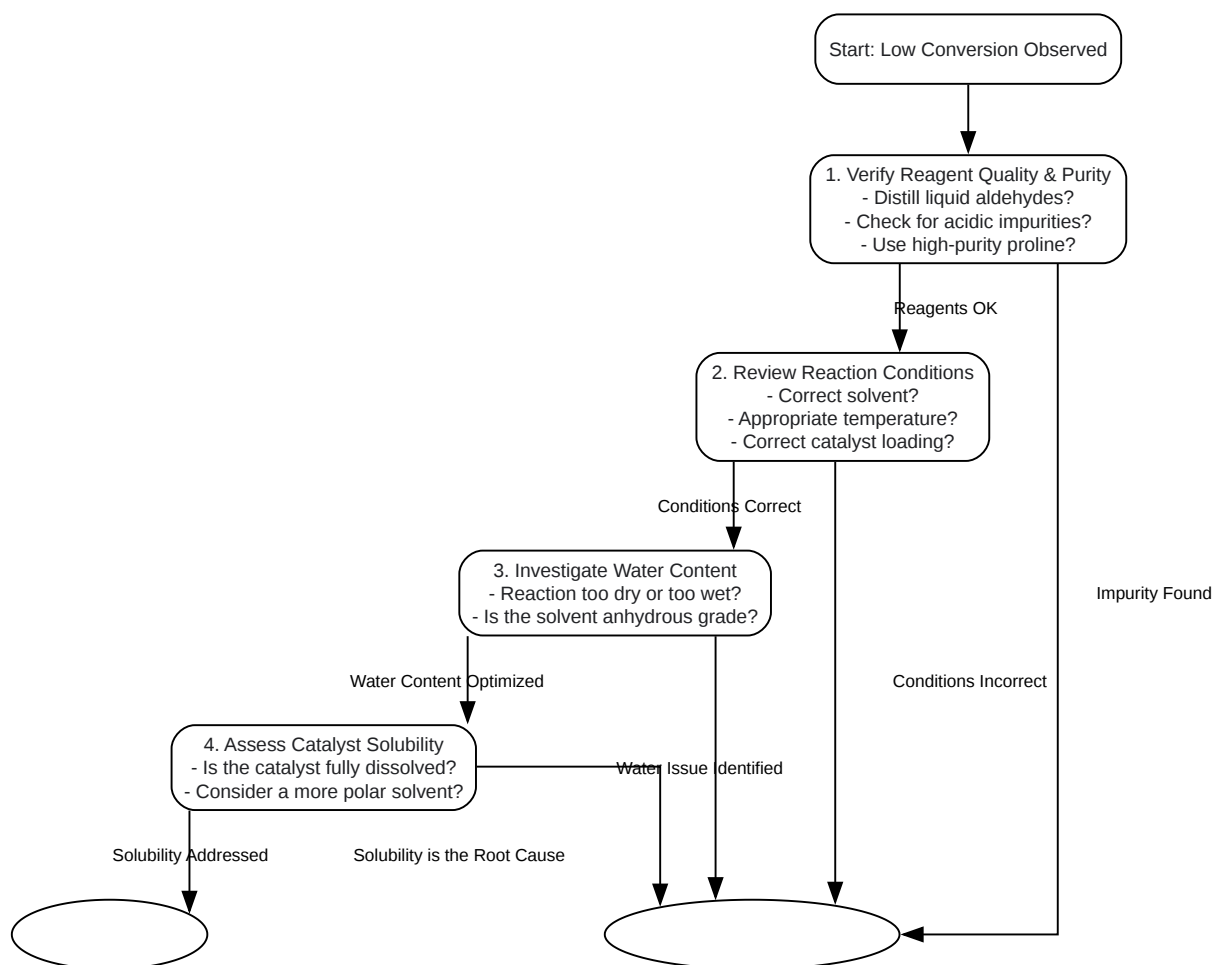 Start: Low Conversion Observed
1. Verify Reagent Quality & Purity
- Distill liquid aldehydes?
- Check for acidic impurities?
- Use high-purity proline?
Reagents OK
2. Review Reaction Conditions
- Correct solvent?
- Appropriate temperature?
- Correct catalyst loading?
Conditions Correct
3. Investigate Water Content
- Reaction too dry or too wet?
- Is the solvent anhydrous grade?
Impurity Found
Water Content Optimized
Conditions Incorrect
4. Assess Catalyst Solubility
- Is the catalyst fully dissolved?
- Consider a more polar solvent?
Water Issue Identified
Solubility Addressed
Solubility is the Root Cause